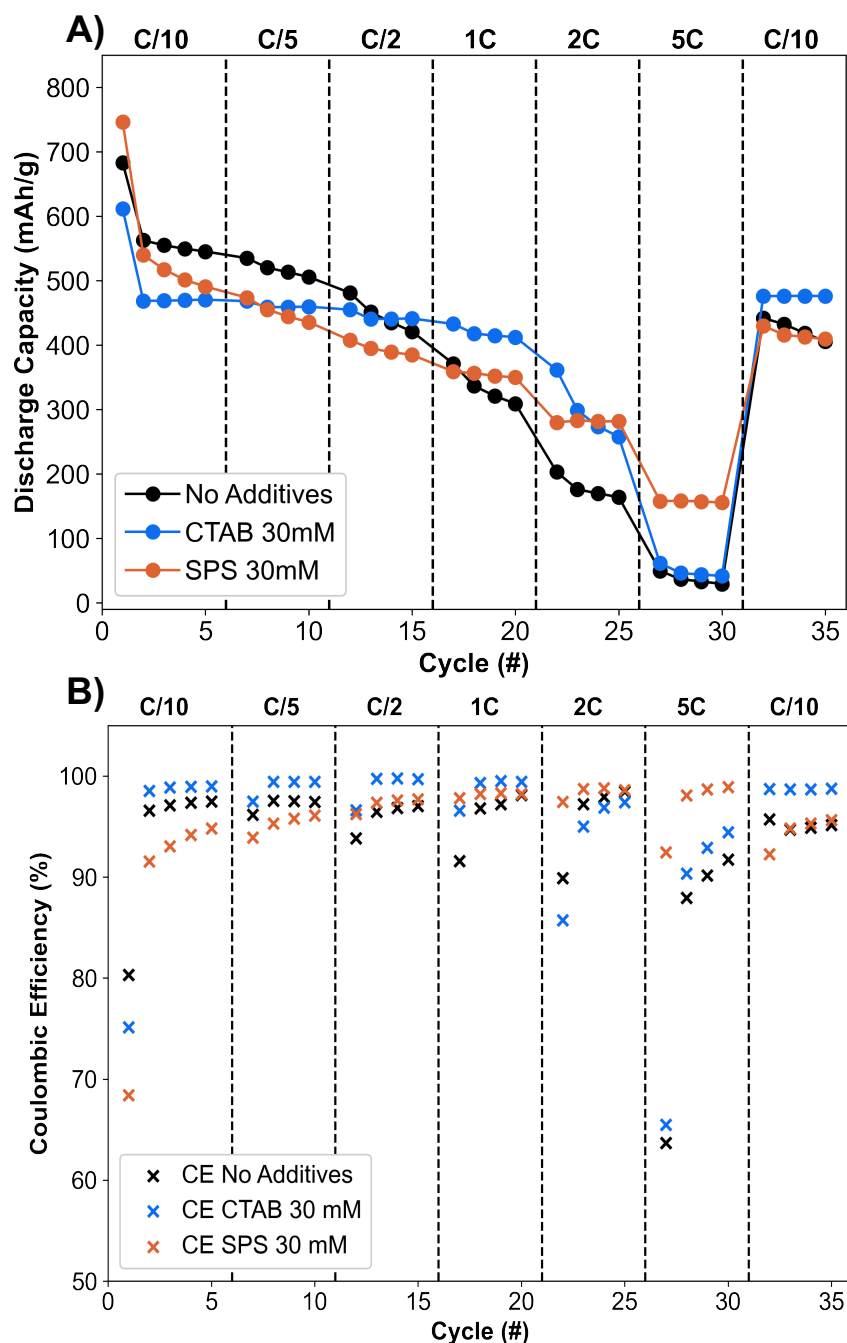 A)
C/10 C/5 C/2 1C 2C 5C C/10
Discharge Capacity (mAh/g)
800
700
600
500
400
300
200
100
0
No Additives
CTAB 30mM
SPS 30mM
0 5 10 15 20 25 30 35
Cycle (#)
B)
C/10 C/5 C/2 1C 2C 5C C/10
Coulombic Efficiency (%)
100
90
80
70
60
50
CE No Additives
CE CTAB 30 mM
CE SPS 30 mM
0 5 10 15 20 25 30 35
Cycle (#)